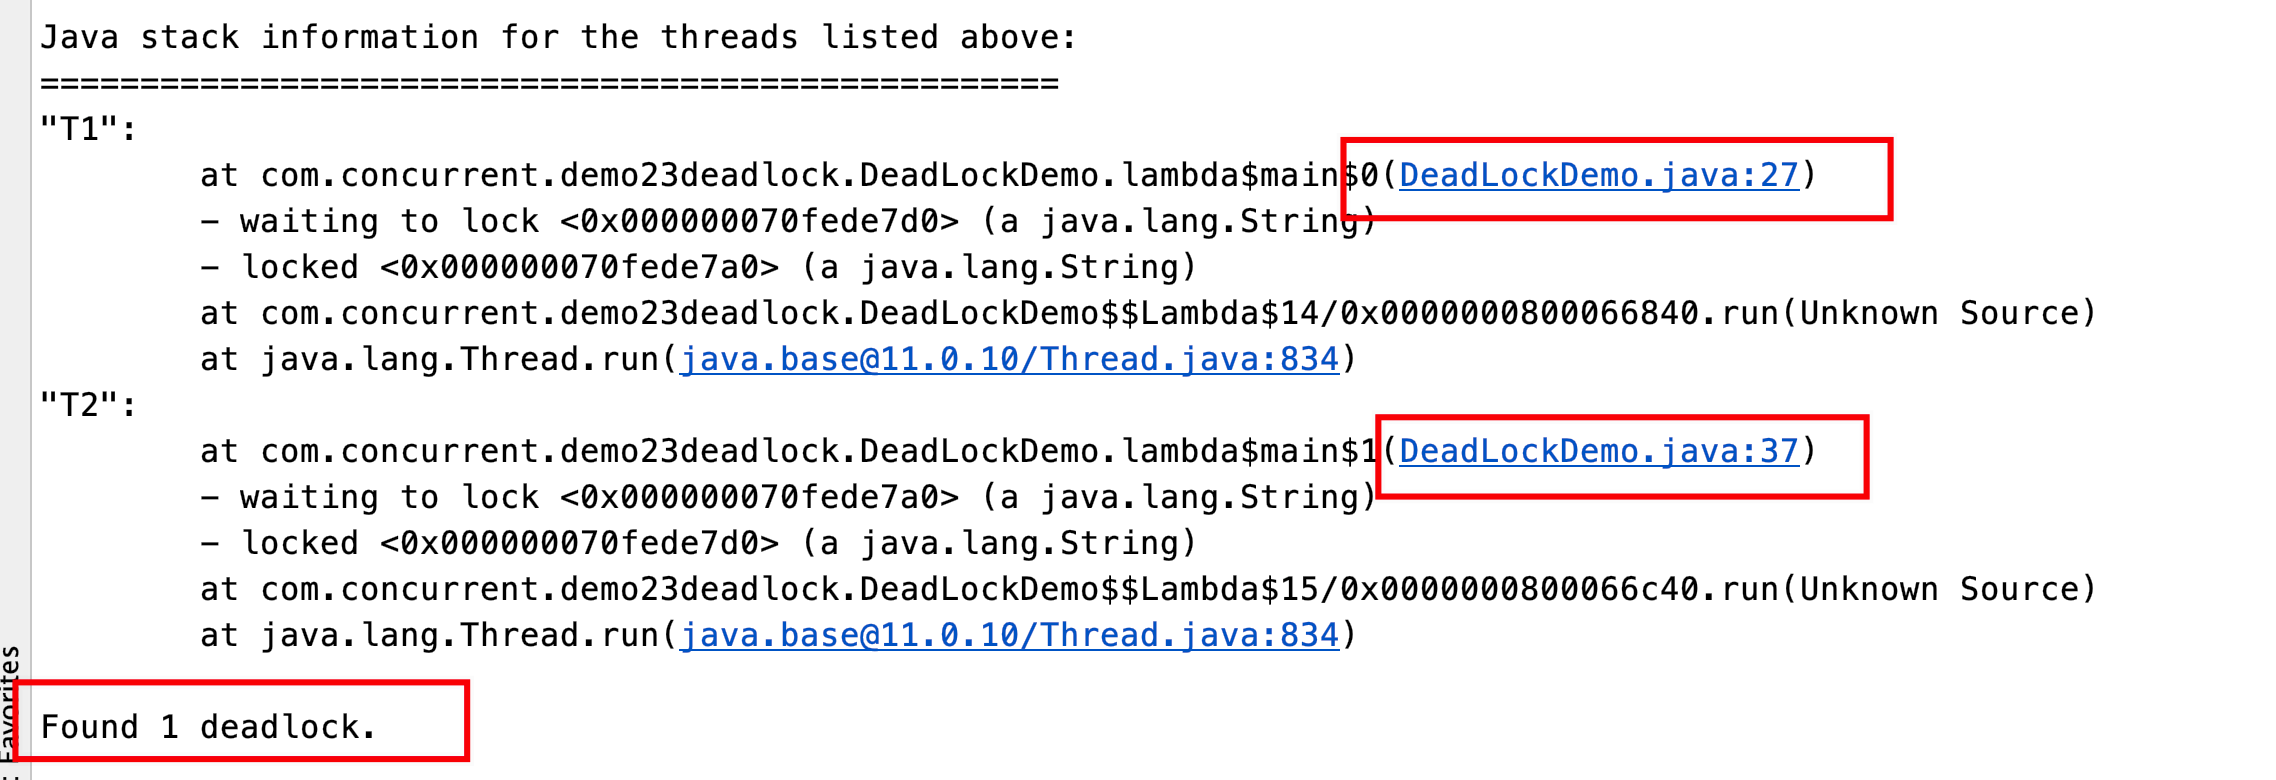 Java stack information for the threads listed above:
===================================================
"T1":
at com.concurrent.demo23deadlock.DeadLockDemo.lambda$main$0(DeadLockDemo.java:27)
- waiting to lock <0x000000070fede7d0> (a java.lang.String)
- locked <0x000000070fede7a0> (a java.lang.String)
at com.concurrent.demo23deadlock.DeadLockDemo$$Lambda$14/0x0000000800066840.run(Unknown Source)
at java.lang.Thread.run(java.base@11.0.10/Thread.java:834)
"T2":
at com.concurrent.demo23deadlock.DeadLockDemo.lambda$main$1(DeadLockDemo.java:37)
- waiting to lock <0x000000070fede7a0> (a java.lang.String)
- locked <0x000000070fede7d0> (a java.lang.String)
at com.concurrent.demo23deadlock.DeadLockDemo$$Lambda$15/0x0000000800066c40.run(Unknown Source)
at java.lang.Thread.run(java.base@11.0.10/Thread.java:834)
Found 1 deadlock.
: Favorites